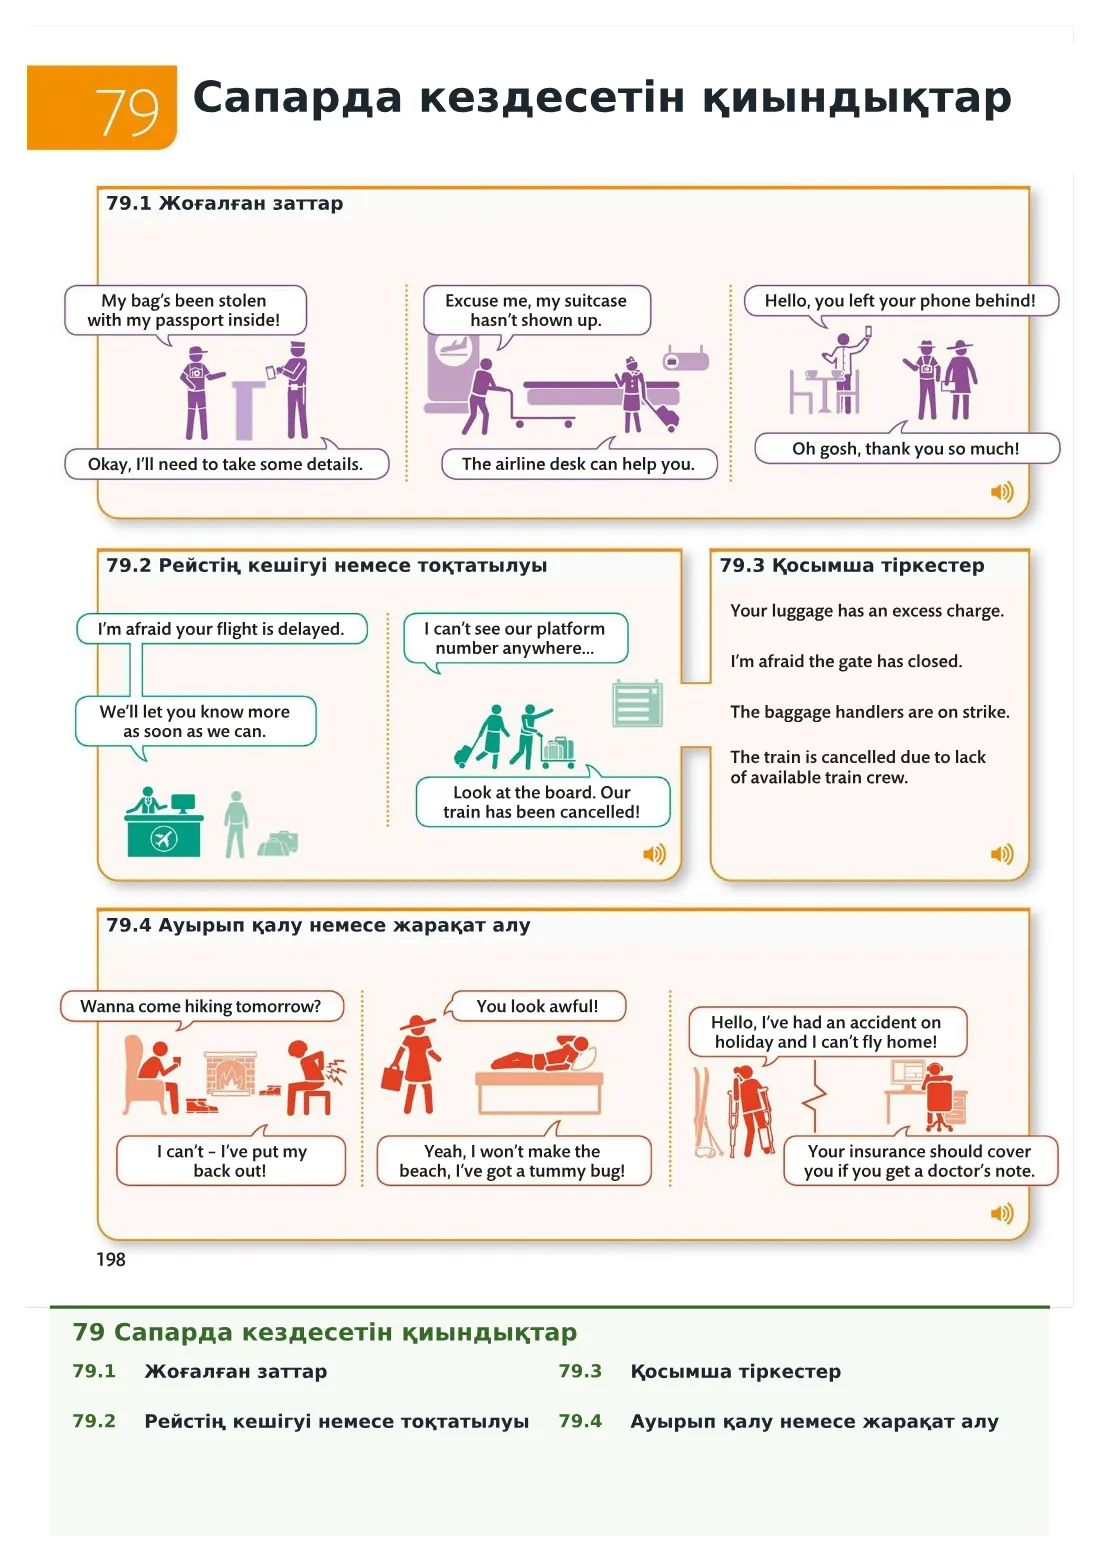 79
Сапарда кездесетін қиындықтар
79.1 Жоғалған заттар
My bag's been stolen
with my passport inside!
Okay, I'll need to take some details.
Excuse me, my suitcase
hasn't shown up.
The airline desk can help you.
Hello, you left your phone behind!
Oh gosh, thank you so much!
79.2 Рейстің кешігуі немесе тоқтатылуы
I'm afraid your flight is delayed.
We'll let you know more
as soon as we can.
I can't see our platform
number anywhere...
Look at the board. Our
train has been cancelled!
79.3 Қосымша тіркестер
Your luggage has an excess charge.
I'm afraid the gate has closed.
The baggage handlers are on strike.
The train is cancelled due to lack
of available train crew.
79.4 Ауырып қалу немесе жарақат алу
Wanna come hiking tomorrow?
I can't – I've put my
back out!
You look awful!
Yeah, I won't make the
beach, I've got a tummy bug!
Hello, I've had an accident on
holiday and I can't fly home!
Your insurance should cover
you if you get a doctor's note.
198
79 Сапарда кездесетін қиындықтар
79.1 Жоғалған заттар
79.2 Рейстің кешігуі немесе тоқтатылуы
79.3 Қосымша тіркестер
79.4 Ауырып қалу немесе жарақат алу